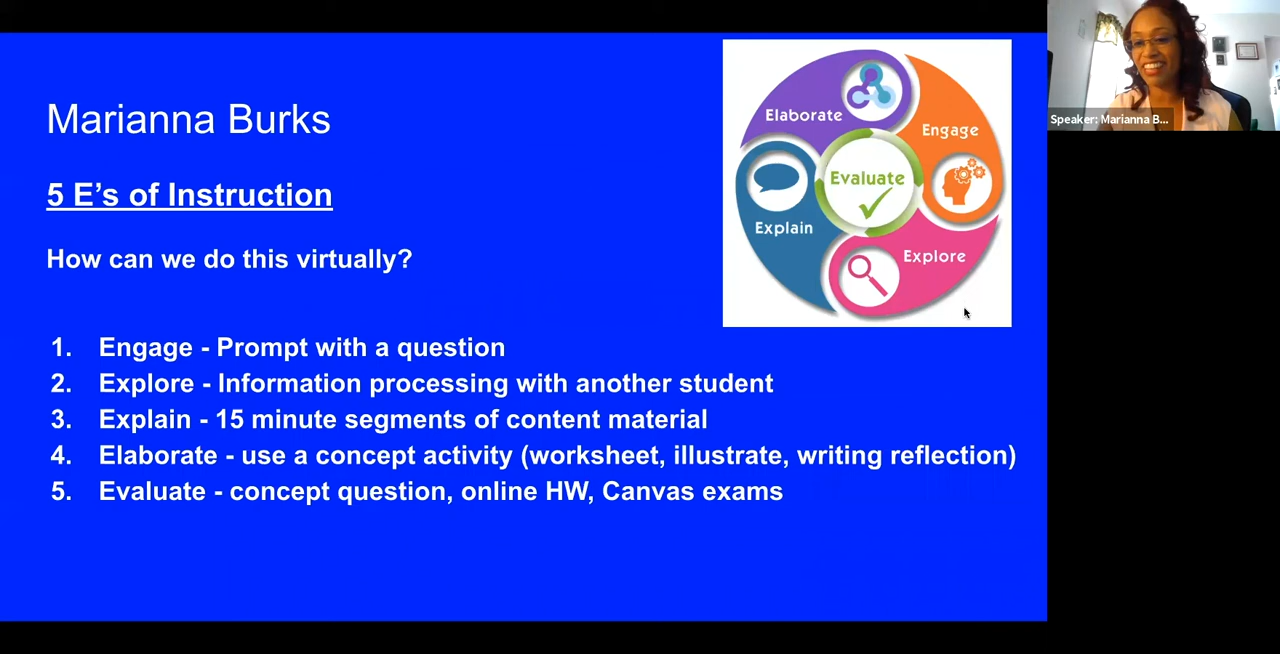 Marianna Burks
5 E's of Instruction
How can we do this virtually?
1. Engage - Prompt with a question
2. Explore - Information processing with another student
3. Explain - 15 minute segments of content material
4. Elaborate - use a concept activity (worksheet, illustrate, writing reflection)
5. Evaluate - concept question, online HW, Canvas exams
Elaborate
Engage
Evaluate
Explain
Explore
Speaker: Marianna B...